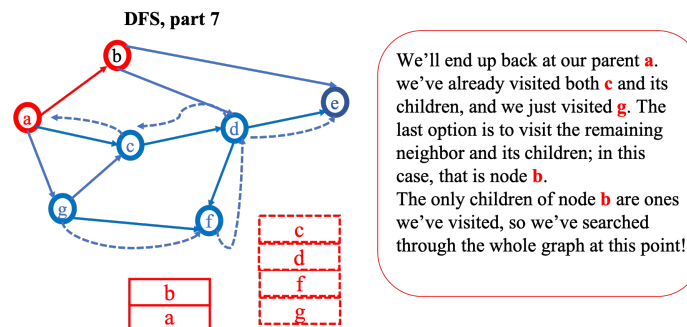 DFS, part 7
b
e
a
d
c
g
f
c
d
f
g
b
a
We’ll end up back at our parent a.
we’ve already visited both c and its
children, and we just visited g. The
last option is to visit the remaining
neighbor and its children; in this
case, that is node b.
The only children of node b are ones
we’ve visited, so we’ve searched
through the whole graph at this point!